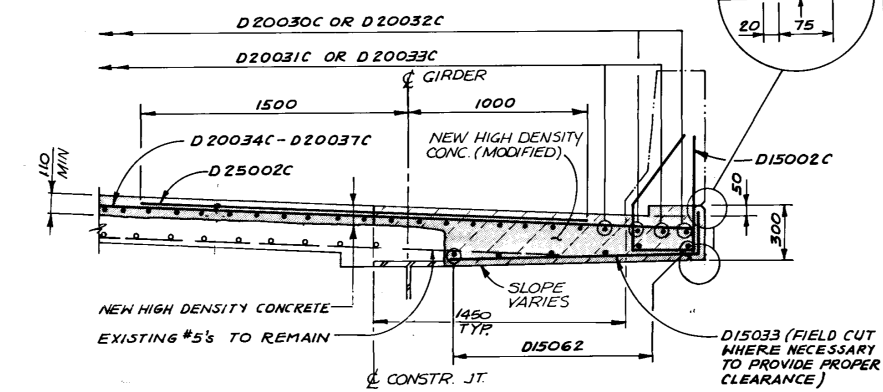 D20030C OR D20032C
20 75
D20031C OR D20033C
℄ GIRDER
1500
1000
NEW HIGH DENSITY
CONC. (MODIFIED)
D20034C-D20037C
D25002C
110
MIN
D15002C
50
300
SLOPE
VARIES
NEW HIGH DENSITY CONCRETE
EXISTING #5's TO REMAIN
1450
TYP.
D15062
D15033 (FIELD CUT
WHERE NECESSARY
TO PROVIDE PROPER
CLEARANCE)
℄ CONSTR. JT.